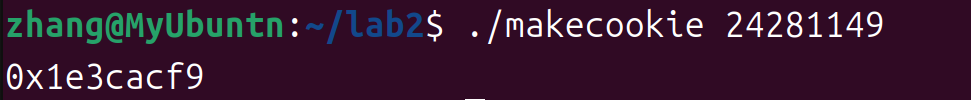 zhang@MyUbuntn:~/lab2$ ./makecookie 24281149
0x1e3cacf9